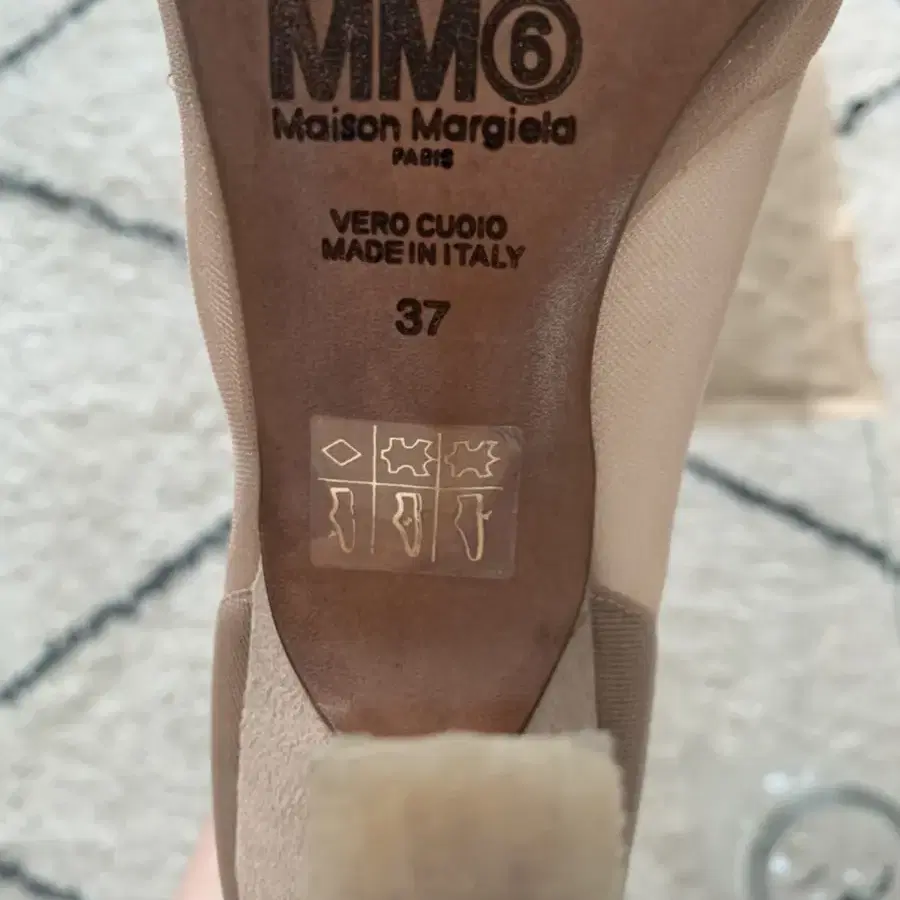 MM6
Maison Margiela
PARIS
VERO CUOIO
MADE IN ITALY
37